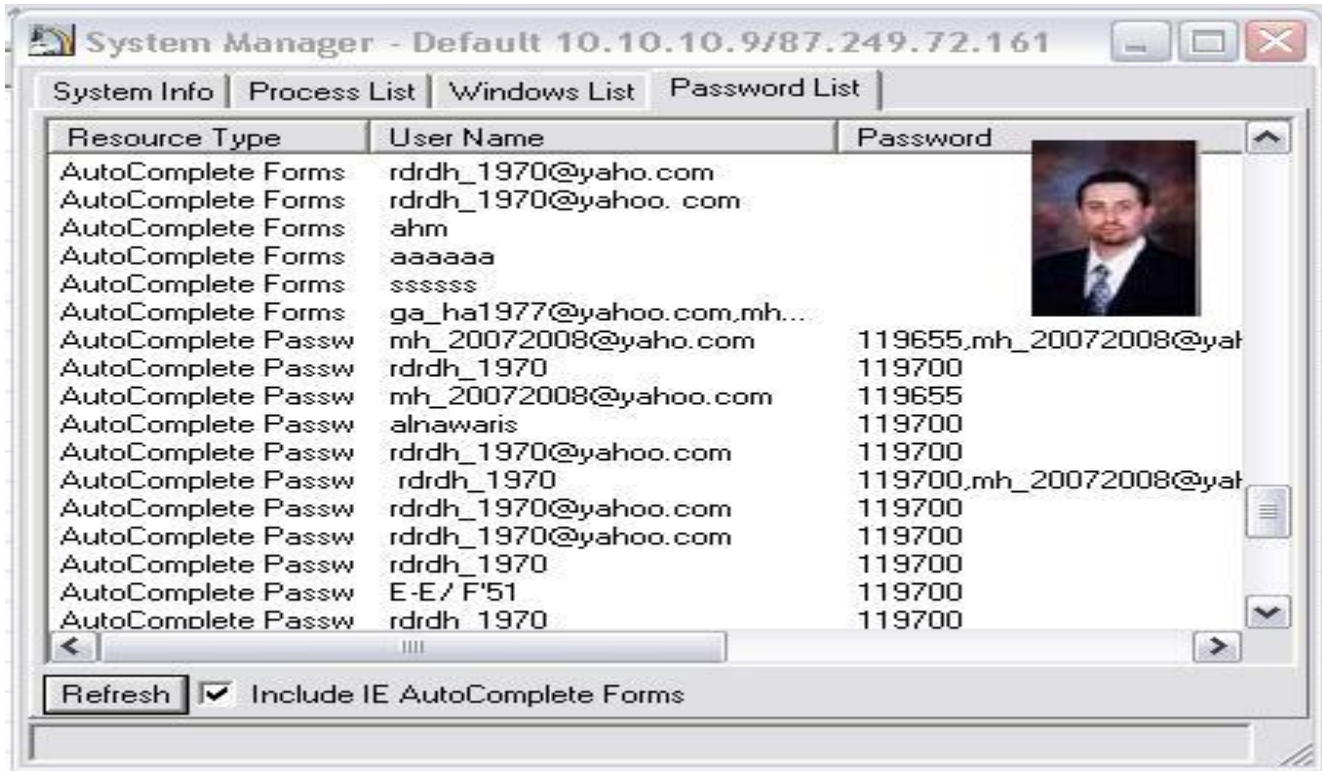 System Manager - Default 10.10.10.9/87.249.72.161
System Info Process List Windows List Password List
Resource Type User Name Password
AutoComplete Forms rdrdh_1970@yaho.com
AutoComplete Forms rdrdh_1970@yahoo. com
AutoComplete Forms ahm
AutoComplete Forms aaaaaa
AutoComplete Forms ssssss
AutoComplete Forms ga_ha1977@yahoo.com,mh...
AutoComplete Passw mh_20072008@yaho.com 119655,mh_20072008@yah
AutoComplete Passw rdrdh_1970 119700
AutoComplete Passw mh_20072008@yahoo.com 119655
AutoComplete Passw alnawaris 119700
AutoComplete Passw rdrdh_1970@yahoo.com 119700
AutoComplete Passw rdrdh_1970 119700,mh_20072008@yah
AutoComplete Passw rdrdh_1970@yahoo.com 119700
AutoComplete Passw rdrdh_1970@yahoo.com 119700
AutoComplete Passw rdrdh_1970 119700
AutoComplete Passw E-E/ F'51 119700
AutoComplete Passw rdrdh_1970 119700
Refresh Include IE AutoComplete Forms